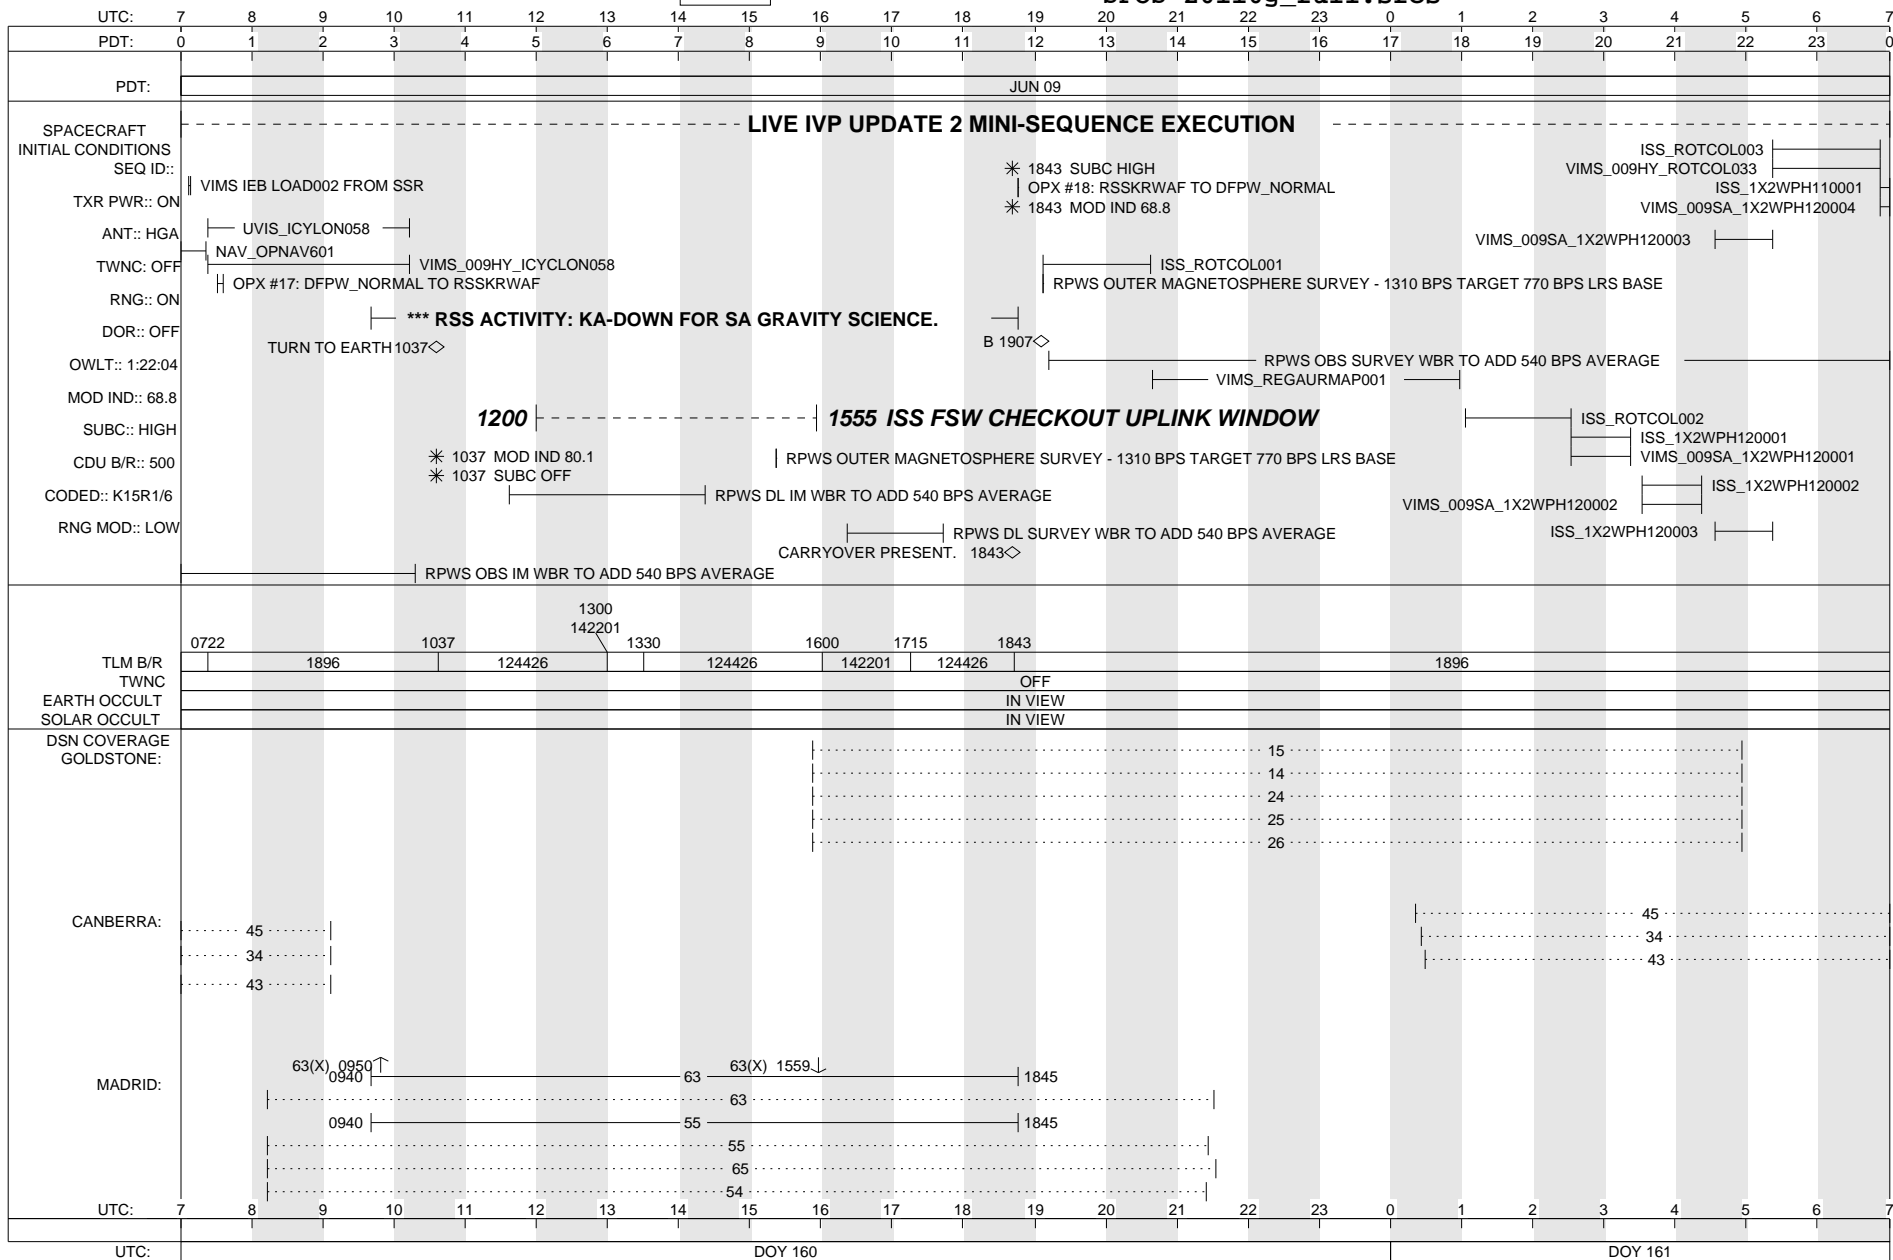 UTC: 7 8 9 10 11 12 13 14 15 16 17 18 19 20 21 22 23 0 1 2 3 4 5 6 7
PDT: 0 1 2 3 4 5 6 7 8 9 10 11 12 13 14 15 16 17 18 19 20 21 22 23 0
PDT: JUN 09
SPACECRAFT
INITIAL CONDITIONS
SEQ ID::
TXR PWR:: ON
ANT:: HGA
TWNC: OFF
RNG:: ON
DOR:: OFF
OWLT:: 1:22:04
MOD IND:: 68.8
SUBC:: HIGH
CDU B/R:: 500
CODED:: K15R1/6
RNG MOD:: LOW
LIVE IVP UPDATE 2 MINI-SEQUENCE EXECUTION
ISS_ROTCOL003
1843 SUBC HIGH
VIMS_009HY_ROTCOL033
VIMS IEB LOAD002 FROM SSR
OPX #18: RSSKRWAF TO DFPW_NORMAL
ISS_1X2WPH110001
1843 MOD IND 68.8
VIMS_009SA_1X2WPH120004
UVIS_ICYLON058
VIMS_009SA_1X2WPH120003
NAV_OPNAV601
VIMS_009HY_ICYCLON058
ISS_ROTCOL001
OPX #17: DFPW_NORMAL TO RSSKRWAF
RPWS OUTER MAGNETOSPHERE SURVEY - 1310 BPS TARGET 770 BPS LRS BASE
*** RSS ACTIVITY: KA-DOWN FOR SA GRAVITY SCIENCE.
TURN TO EARTH 1037
B 1907
RPWS OBS SURVEY WBR TO ADD 540 BPS AVERAGE
VIMS_REGAURMAP001
1200
1555 ISS FSW CHECKOUT UPLINK WINDOW
ISS_ROTCOL002
ISS_1X2WPH120001
1037 MOD IND 80.1
RPWS OUTER MAGNETOSPHERE SURVEY - 1310 BPS TARGET 770 BPS LRS BASE
VIMS_009SA_1X2WPH120001
1037 SUBC OFF
ISS_1X2WPH120002
RPWS DL IM WBR TO ADD 540 BPS AVERAGE
VIMS_009SA_1X2WPH120002
RPWS DL SURVEY WBR TO ADD 540 BPS AVERAGE
ISS_1X2WPH120003
CARRYOVER PRESENT. 1843
RPWS OBS IM WBR TO ADD 540 BPS AVERAGE
1300
142201
0722 1037 1330 1600 1715 1843
TLM B/R 1896 124426 124426 142201 124426 1896
TWNC OFF
EARTH OCCULT IN VIEW
SOLAR OCCULT IN VIEW
DSN COVERAGE
GOLDSTONE:
15
14
24
25
26
CANBERRA:
45
34
43
45
34
43
MADRID:
63(X) 0950 63(X) 1559
0940 63 1845
63
0940 55 1845
55
65
54
UTC: 7 8 9 10 11 12 13 14 15 16 17 18 19 20 21 22 23 0 1 2 3 4 5 6 7
UTC: DOY 160 DOY 161